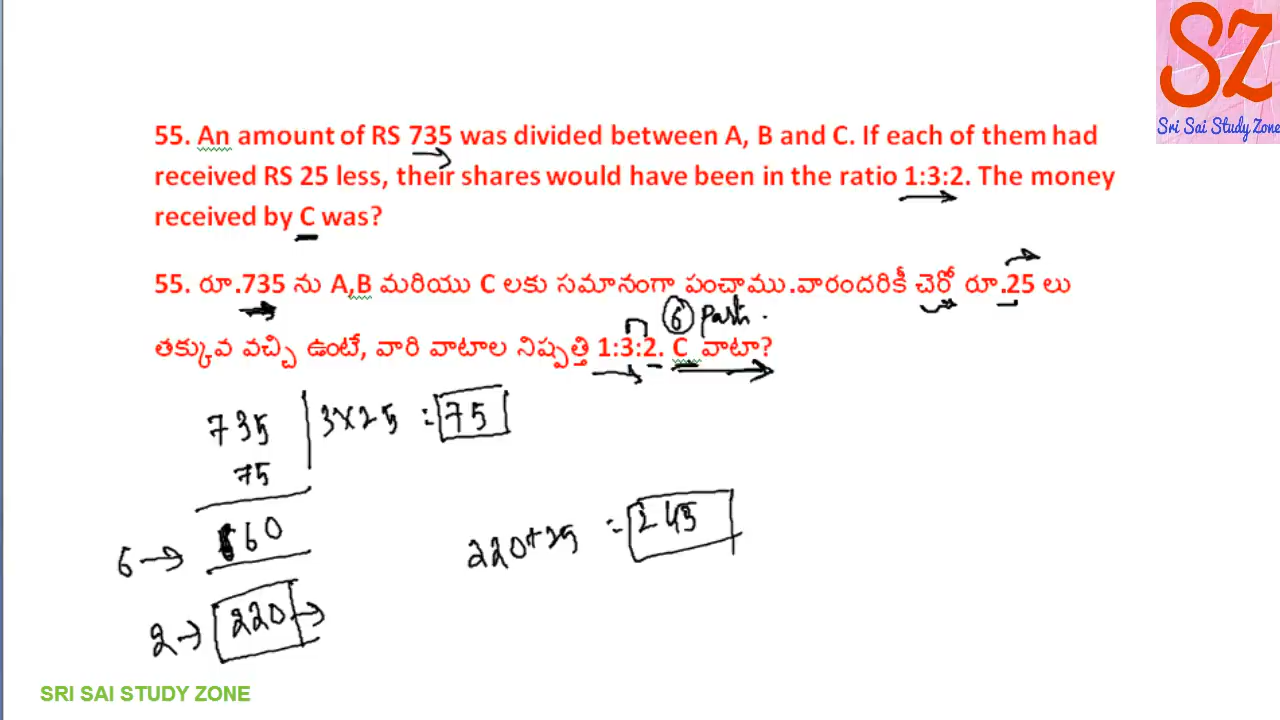 SZ
Sri Sai Study Zone
55. An amount of RS 735 was divided between A, B and C. If each of them had
received RS 25 less, their shares would have been in the ratio 1:3:2. The money
received by C was?
55. రూ.735 ను A,B మరియు C లకు సమానంగా పంచాము.వారందరికీ చెరో రూ.25 లు
6 Parts.
తక్కువ వచ్చి ఉంటే, వారి వాటాల నిష్పత్తి 1:3:2. C వాటా?
735 3x25 = 75
75
6 → 660
220+25 = 245
2 → 220 →
SRI SAI STUDY ZONE